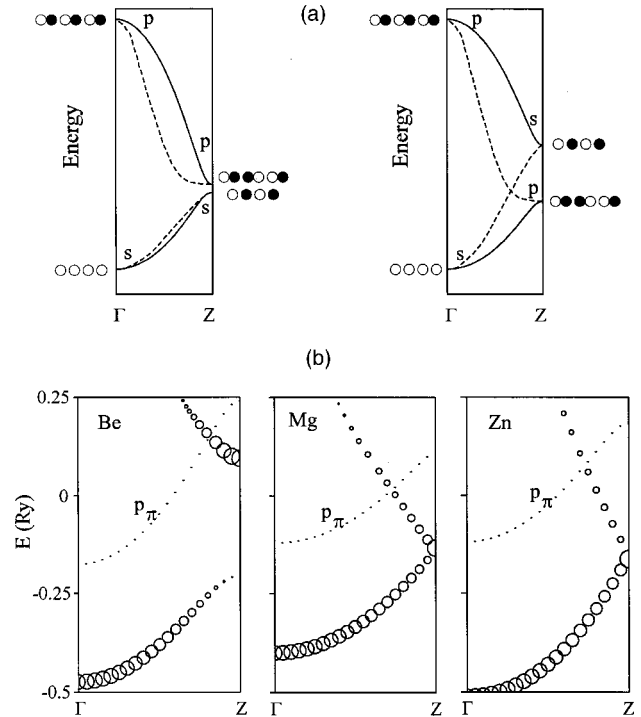 (a)
p
p
s
s
Energy
Γ
Z
p
s
p
s
Energy
Γ
Z
(b)
0.25
0
-0.25
-0.5
E (Ry)
Be
pπ
Γ
Z
Mg
pπ
Γ
Z
Zn
pπ
Γ
Z